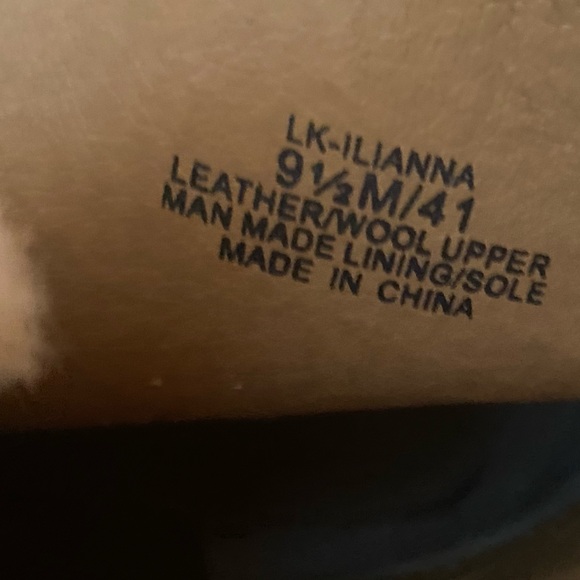 LK-ILIANNA
9½M/41
LEATHER/WOOL UPPER
MAN MADE LINING/SOLE
MADE IN CHINA